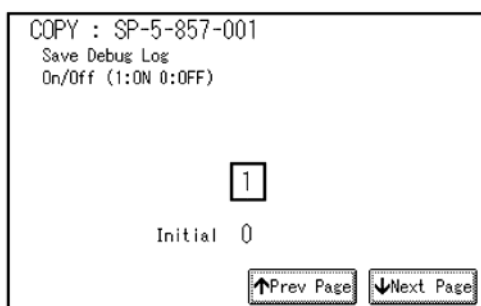 COPY : SP-5-857-001
Save Debug Log
On/Off (1:ON 0:OFF)
1
Initial 0
↑Prev Page ↓Next Page